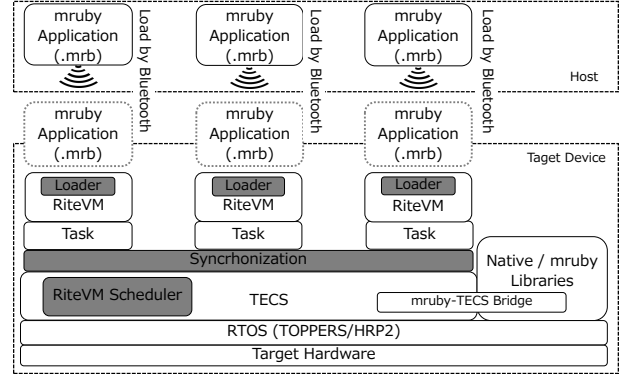 mruby
Application
(.mrb)
Load by Bluetooth
mruby
Application
(.mrb)
Load by Bluetooth
mruby
Application
(.mrb)
Load by Bluetooth
Host
mruby
Application
(.mrb)
mruby
Application
(.mrb)
mruby
Application
(.mrb)
Taget Device
Loader
RiteVM
Loader
RiteVM
Loader
RiteVM
Task
Task
Task
Syncrhonization
Native / mruby
Libraries
RiteVM Scheduler
TECS
mruby-TECS Bridge
RTOS (TOPPERS/HRP2)
Target Hardware